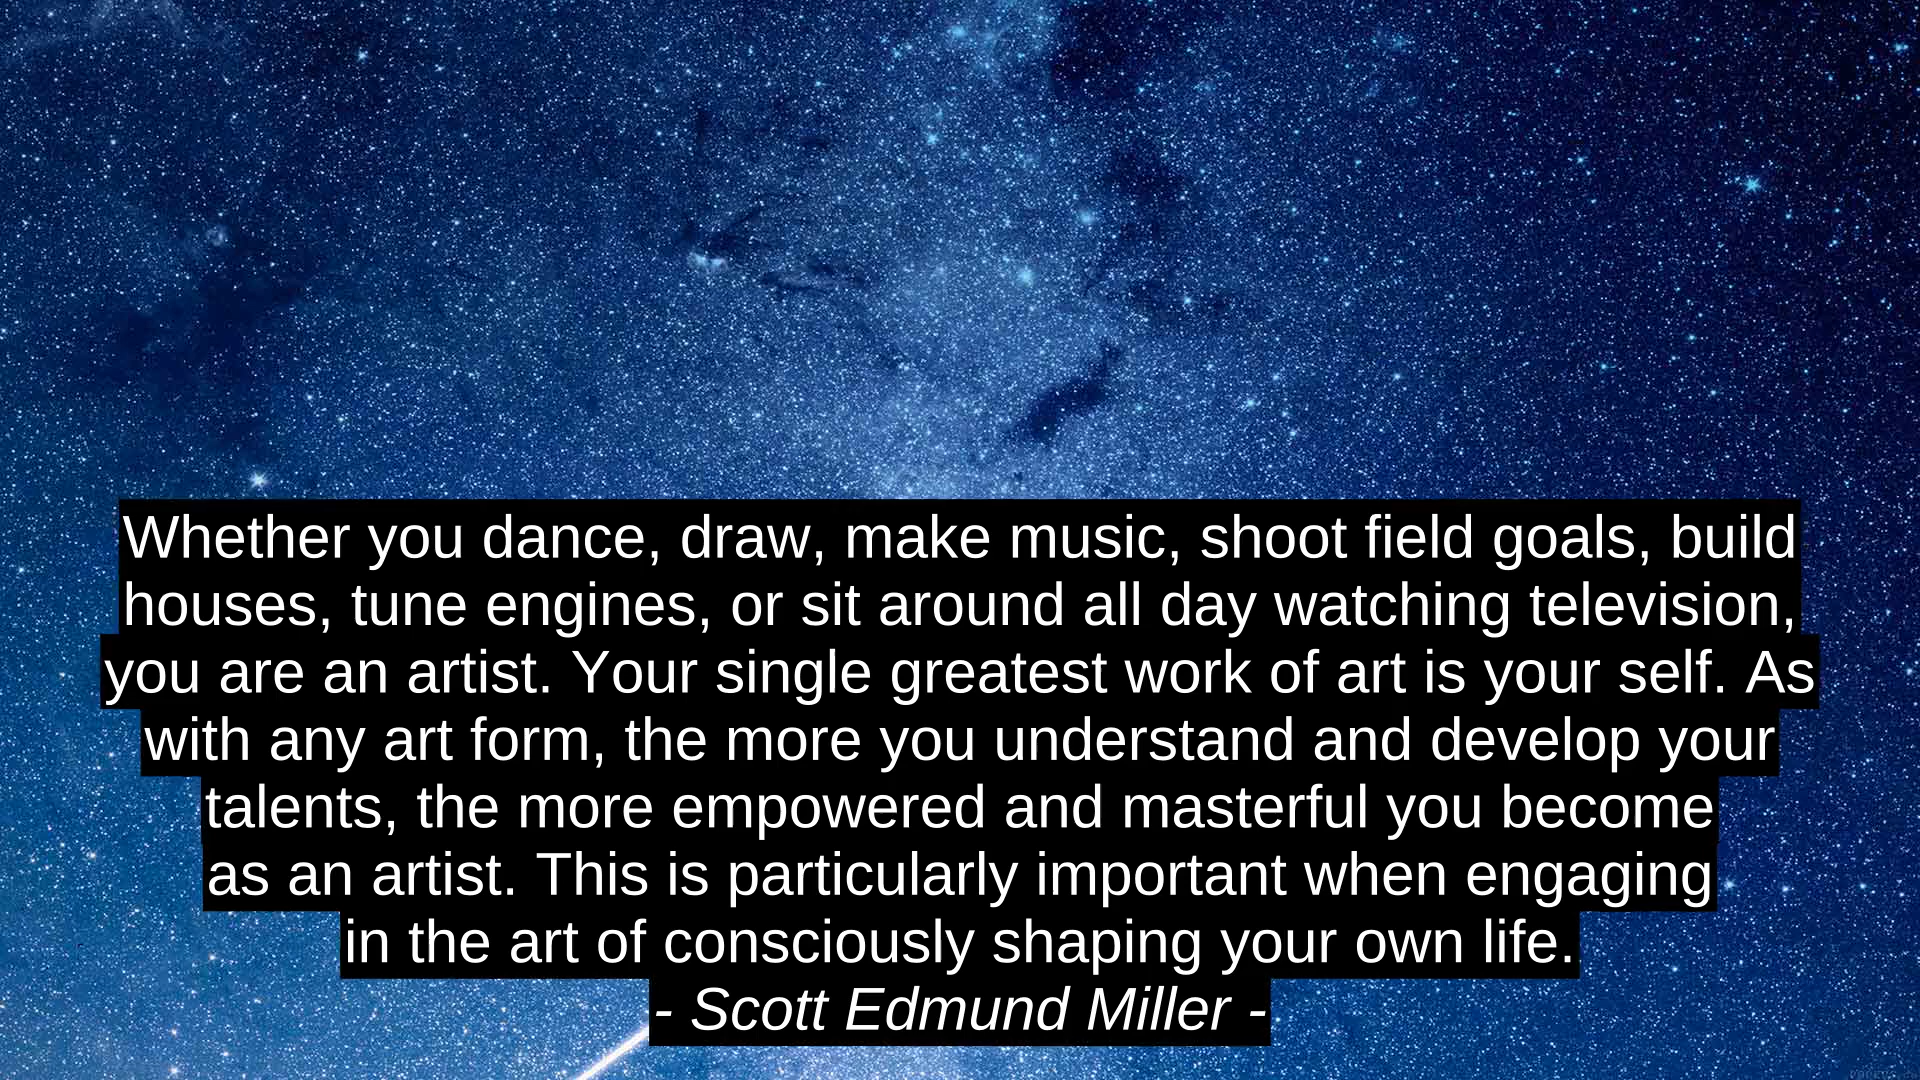 Whether you dance, draw, make music, shoot field goals, build
houses, tune engines, or sit around all day watching television,
you are an artist. Your single greatest work of art is your self. As
with any art form, the more you understand and develop your
talents, the more empowered and masterful you become
as an artist. This is particularly important when engaging
in the art of consciously shaping your own life.
- Scott Edmund Miller -